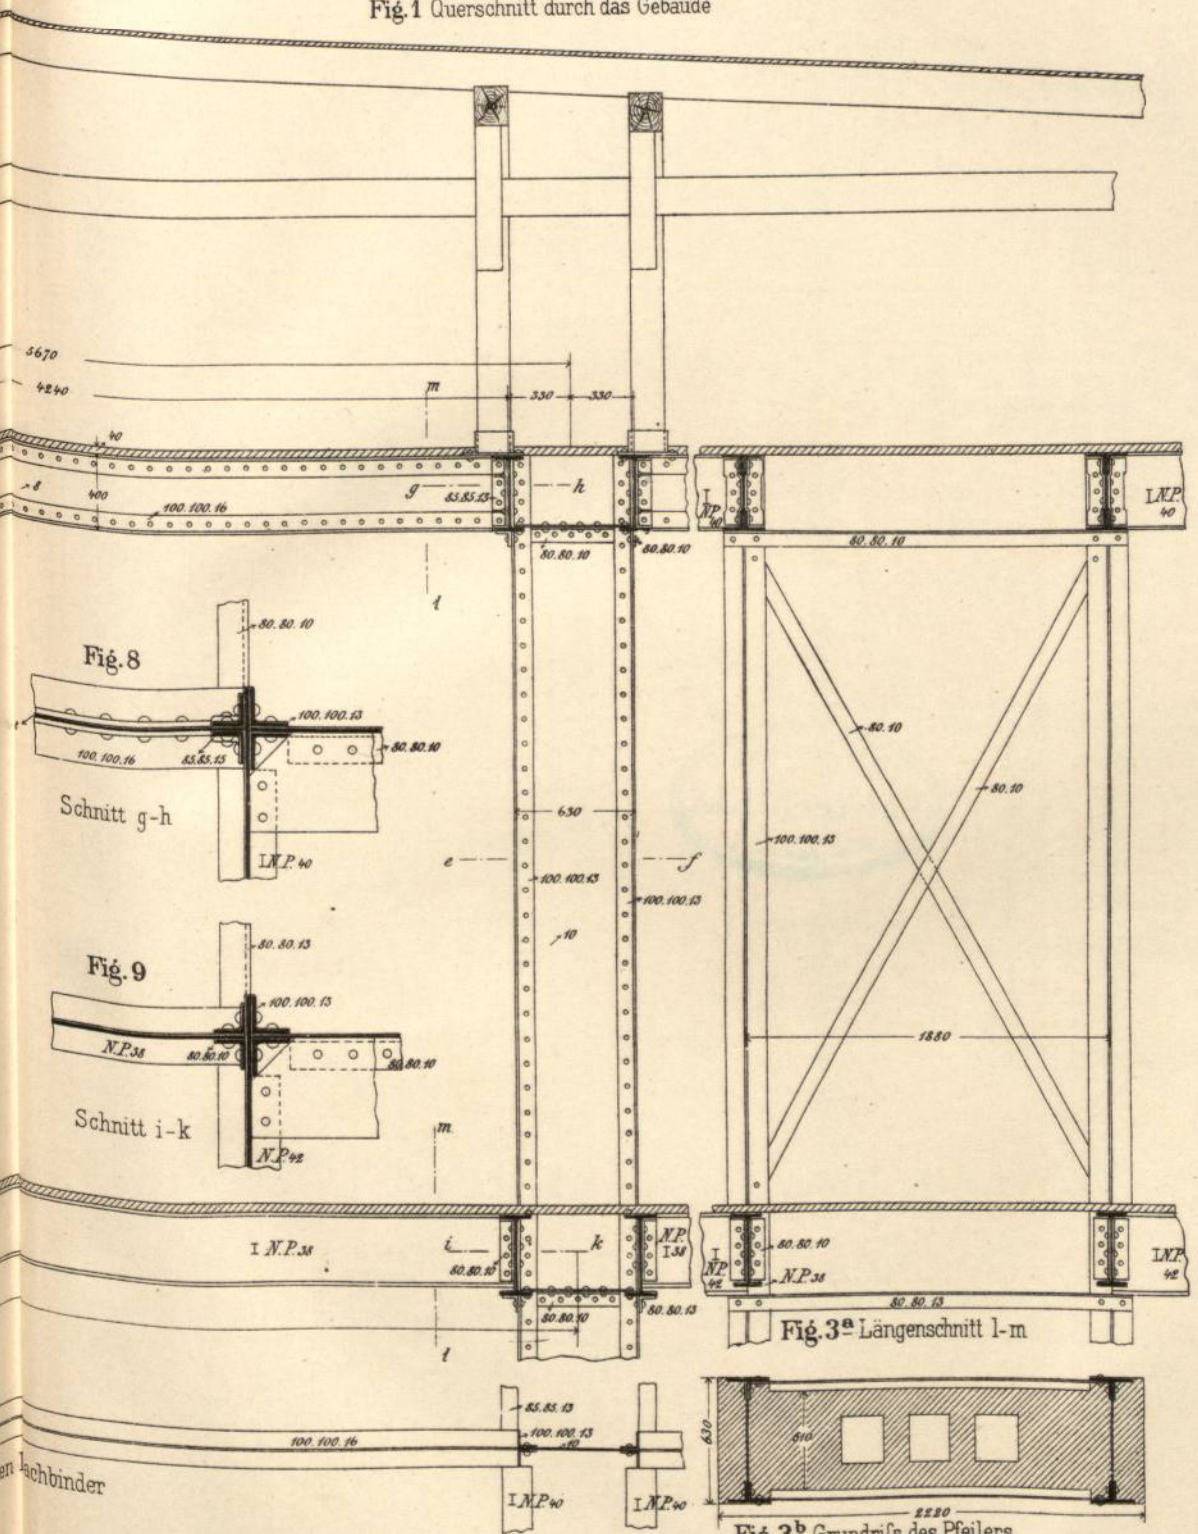 Fig. 1 Querschnitt durch das Gebäude
5670
4240
m
330
330
40
8
400
100.100.16
g
85.85.13
h
80.80.10
80.80.10
l
I
N.P.
40
I N.P.
40
80.80.10
Fig. 8
80.80.10
100.100.13
80.80.10
100.100.16
85.85.13
Schnitt g-h
I N.P. 40
80.10
80.10
100.100.13
630
e
f
100.100.13
100.100.13
10
1880
Fig. 9
80.80.13
100.100.13
N.P. 38
80.80.10
80.80.10
Schnitt i-k
N.P. 42
m
I N.P. 38
i
k
80.80.10
N.P.
I 38
80.80.10
80.80.13
l
I
N.P.
42
80.80.10
N.P. 38
I N.P.
42
80.80.13
Fig. 3a Längenschnitt l-m
85.85.13
100.100.13
10
100.100.16
en Dachbinder
I N.P. 40
I N.P. 40
630
510
2220
Fig. 3b Grundriſs des Pfeilers